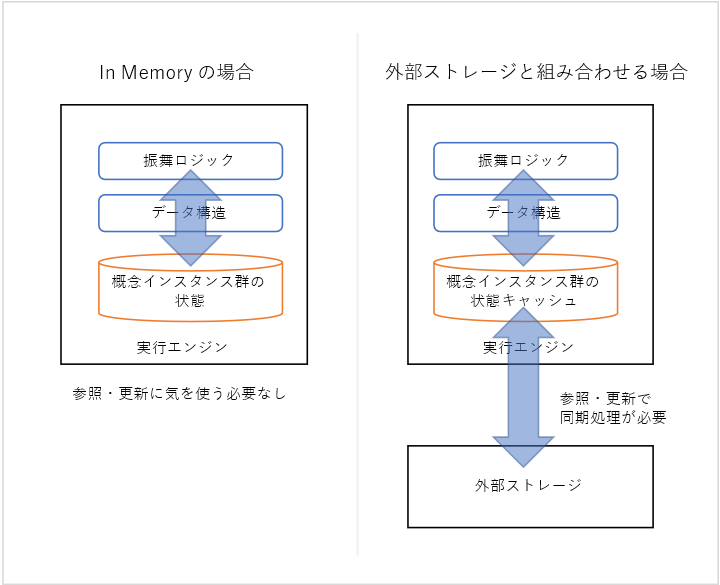 In Memory の場合
振舞ロジック
データ構造
概念インスタンス群の
状態
実行エンジン
参照・更新に気を使う必要なし
外部ストレージと組み合わせる場合
振舞ロジック
データ構造
概念インスタンス群の
状態キャッシュ
実行エンジン
参照・更新で
同期処理が必要
外部ストレージ